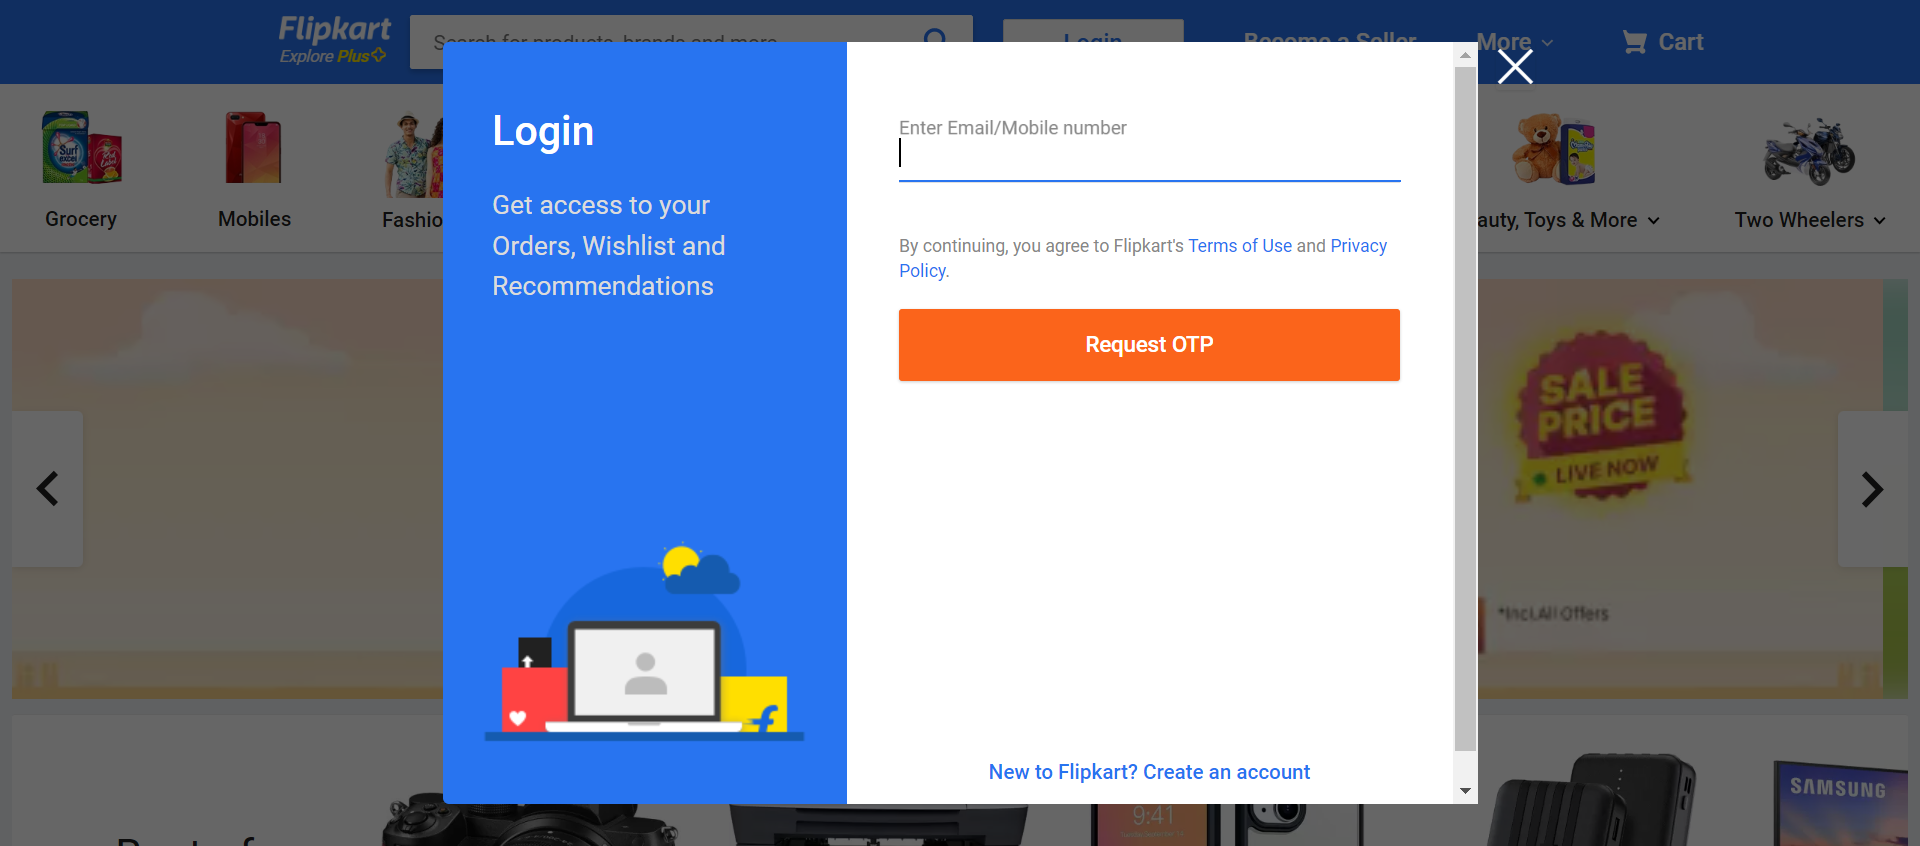 Flipkart
Explore Plus
Search for products, brands and more
Login
Become a Seller
More
Cart
Grocery
Mobiles
Fashio
auty, Toys & More
Two Wheelers
Login
Get access to your
Orders, Wishlist and
Recommendations
Enter Email/Mobile number
By continuing, you agree to Flipkart's Terms of Use and Privacy
Policy.
Request OTP
New to Flipkart? Create an account
Surf
excel
SALE
PRICE
LIVE NOW
*Incl.All Offers
9:41
SAMSUNG